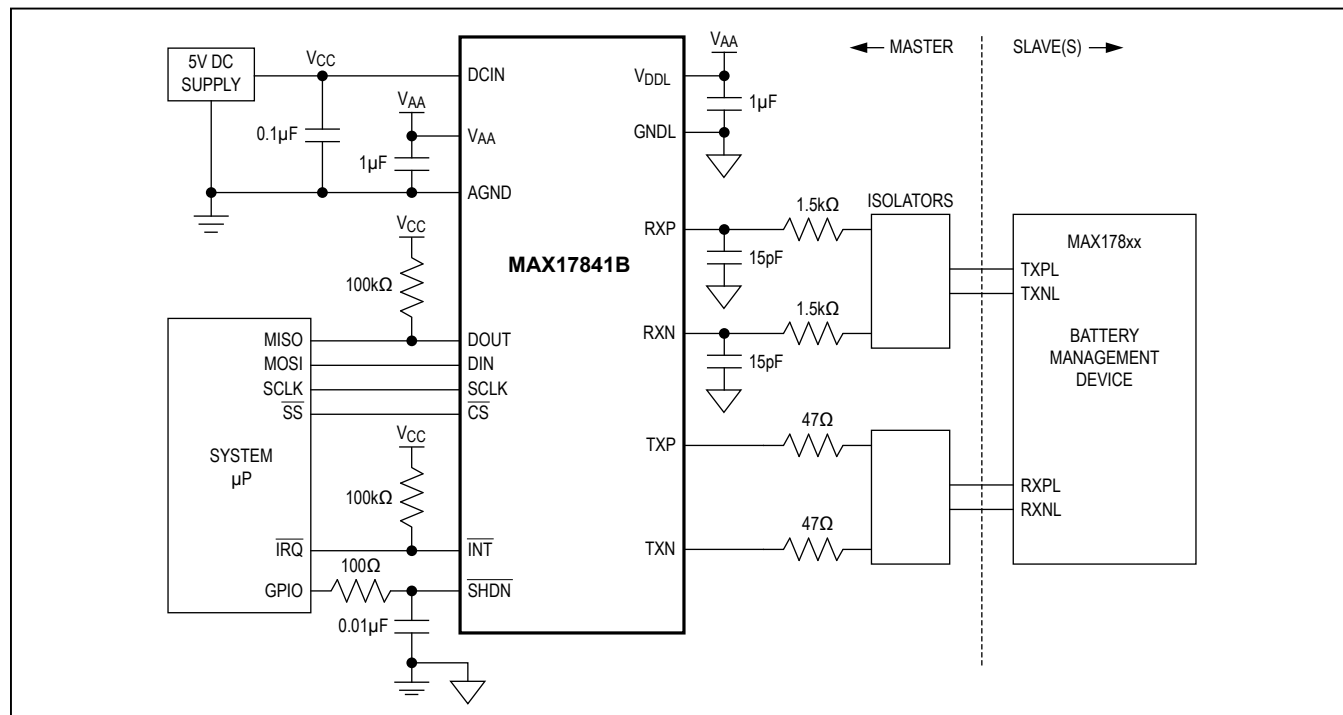 5V DC
SUPPLY
VCC
0.1µF
VAA
1µF
DCIN
VAA
AGND
VCC
100kΩ
MAX17841B
VDDL
GNDL
VAA
1µF
MASTER
SLAVE(S)
RXP
1.5kΩ
15pF
ISOLATORS
RXN
1.5kΩ
15pF
MAX178xx
TXPL
TXNL
BATTERY
MANAGEMENT
DEVICE
RXPL
RXNL
MISO
MOSI
SCLK
SS
SYSTEM
µP
IRQ
GPIO
DOUT
DIN
SCLK
CS
VCC
100kΩ
INT
100Ω
SHDN
0.01µF
TXP
47Ω
TXN
47Ω